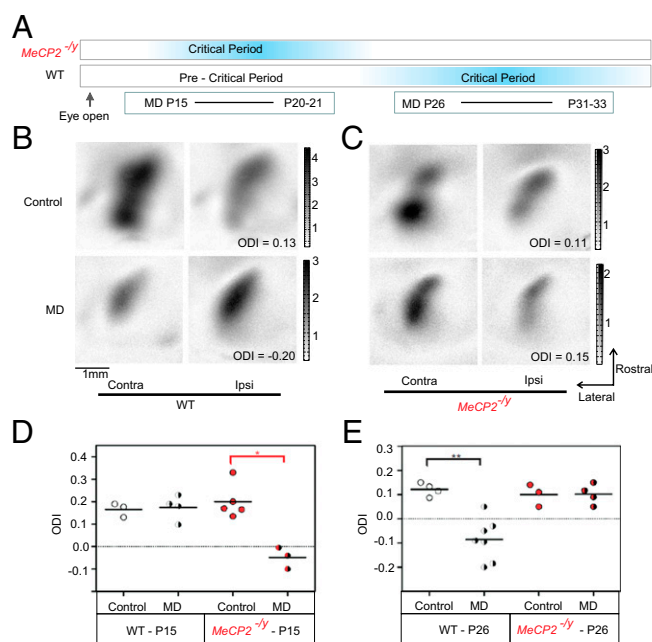 A
MeCP2 -/y
Critical Period
WT
Pre - Critical Period
Critical Period
Eye open
MD P15
P20-21
MD P26
P31-33
B
C
Control
ODI = 0.13
4
3
2
1
ODI = 0.11
3
2
1
MD
ODI = -0.20
3
2
1
ODI = 0.15
2
1
1mm
Contra
Ipsi
WT
Contra
Ipsi
MeCP2 -/y
Rostral
Lateral
D
ODI
0.4
0.3
0.2
0.1
0.0
-0.1
*
Control
MD
Control
MD
WT - P15
MeCP2 -/y - P15
E
ODI
0.3
0.2
0.1
0.0
-0.1
-0.2
**
Control
MD
Control
MD
WT - P26
MeCP2 -/y - P26